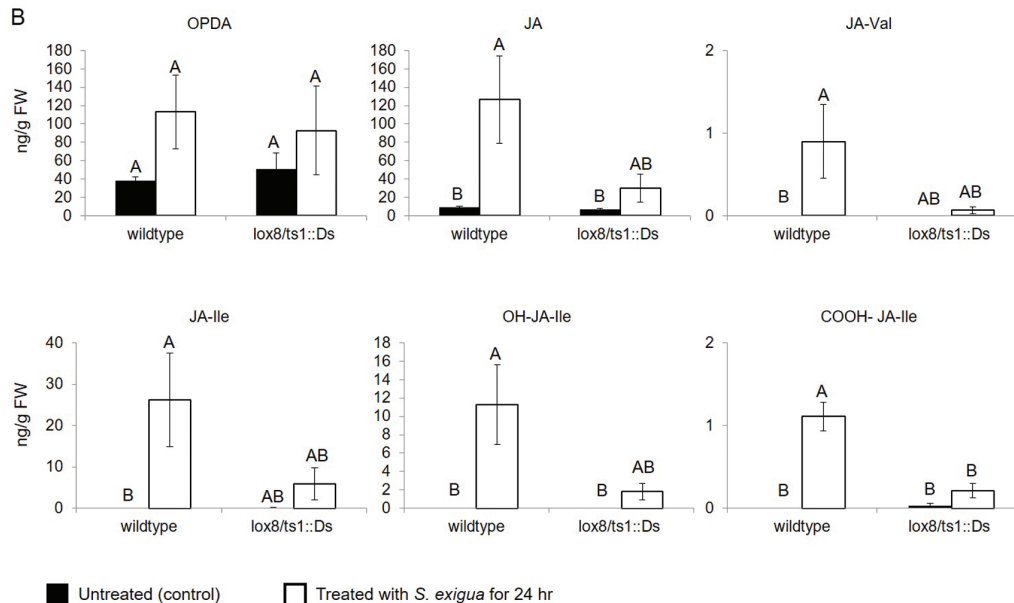 B
OPDA
JA
JA-Val
ng/g FW
180
160
140
120
100
80
60
40
20
0
A
A
A
A
wildtype
lox8/ts1::Ds
180
160
140
120
100
80
60
40
20
0
B
A
B
AB
wildtype
lox8/ts1::Ds
2
1
0
B
A
AB
AB
wildtype
lox8/ts1::Ds
JA-Ile
OH-JA-Ile
COOH- JA-Ile
ng/g FW
40
30
20
10
0
B
A
AB
AB
wildtype
lox8/ts1::Ds
18
16
14
12
10
8
6
4
2
0
B
A
B
AB
wildtype
lox8/ts1::Ds
2
1
0
B
A
B
B
wildtype
lox8/ts1::Ds
Untreated (control)
Treated with S. exigua for 24 hr